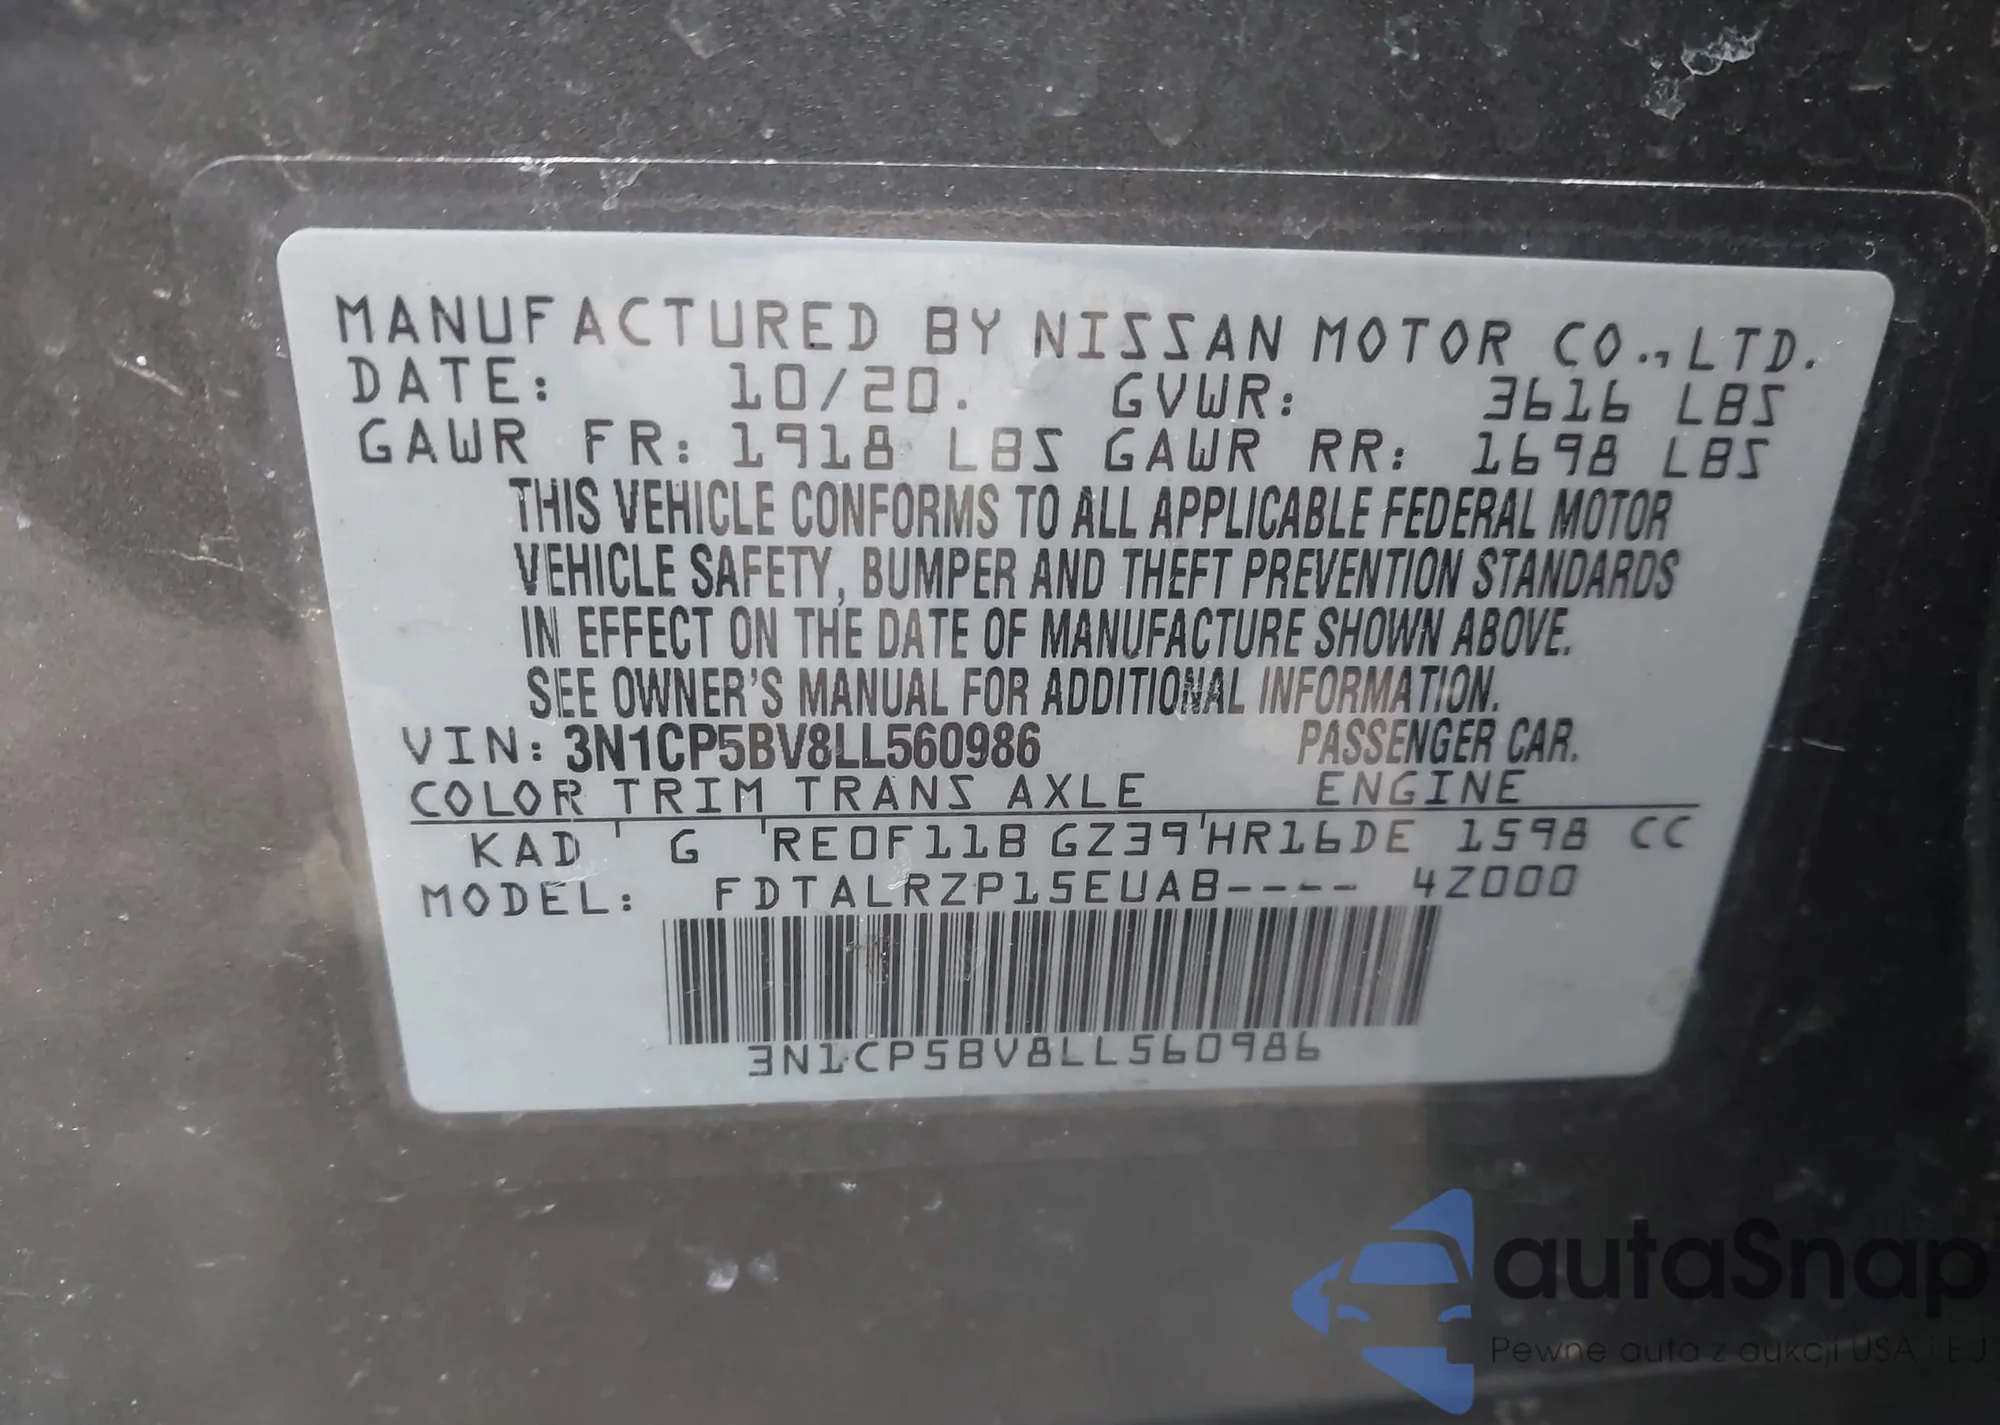 MANUFACTURED BY NISSAN MOTOR CO., LTD.
DATE: 10/20. GVWR: 3616 LBS
GAWR FR: 1918 LBS GAWR RR: 1698 LBS
THIS VEHICLE CONFORMS TO ALL APPLICABLE FEDERAL MOTOR
VEHICLE SAFETY, BUMPER AND THEFT PREVENTION STANDARDS
IN EFFECT ON THE DATE OF MANUFACTURE SHOWN ABOVE.
SEE OWNER'S MANUAL FOR ADDITIONAL INFORMATION.
VIN: 3N1CP5BV8LL560986 PASSENGER CAR.
COLOR TRIM TRANS AXLE ENGINE
KAD G RE0F11B GZ39 HR16DE 1598 CC
MODEL: FDTALRZP15EUAB---- 4Z000
3N1CP5BV8LL560986
autaSnap
Pewne auta z aukcji USA i EJ